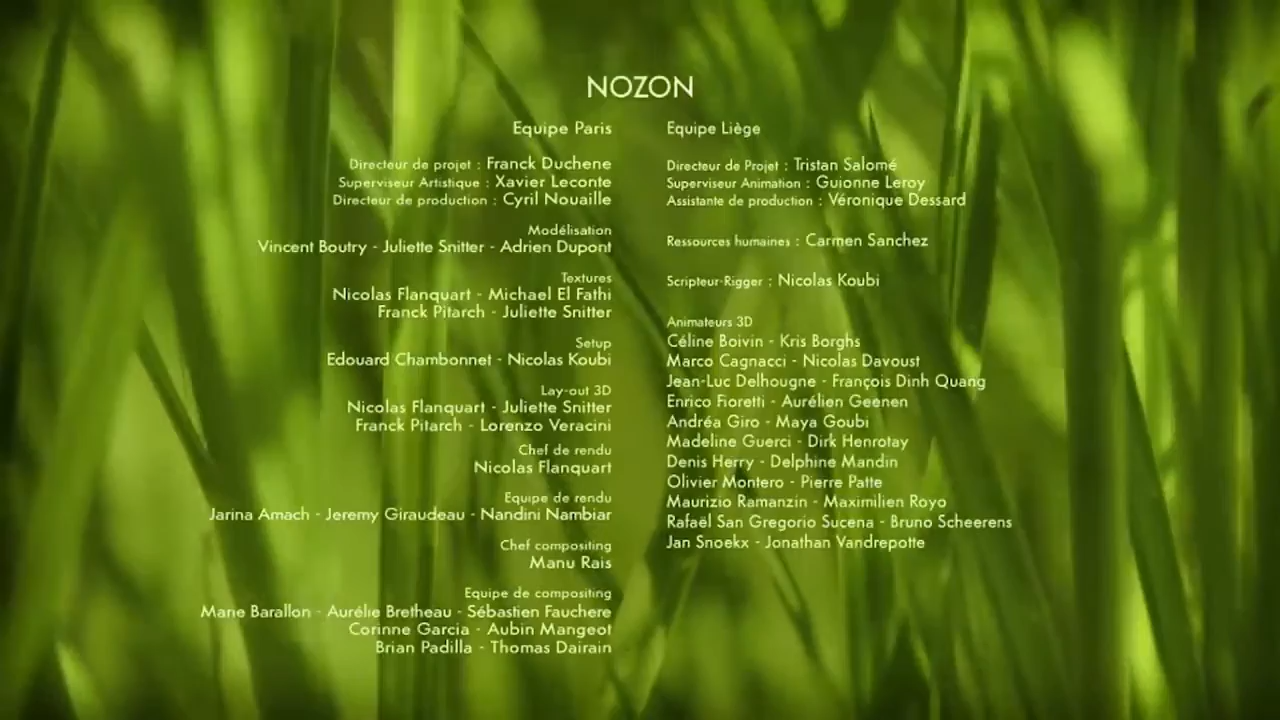 NOZON
Equipe Paris
Directeur de projet : Franck Duchene
Superviseur Artistique : Xavier Leconte
Directeur de production : Cyril Nouaille
Modélisation
Vincent Boutry - Juliette Snitter - Adrien Dupont
Textures
Nicolas Flanquart - Michael El Fathi
Franck Pitarch - Juliette Snitter
Setup
Edouard Chambonnet - Nicolas Koubi
Lay-out 3D
Nicolas Flanquart - Juliette Snitter
Franck Pitarch - Lorenzo Veracini
Chef de rendu
Nicolas Flanquart
Equipe de rendu
Jarina Amach - Jeremy Giraudeau - Nandini Nambiar
Chef compositing
Manu Rais
Equipe de compositing
Marie Barallon - Aurélie Bretheau - Sébastien Fauchere
Corinne Garcia - Aubin Mangeot
Brian Padilla - Thomas Dairain
Equipe Liège
Directeur de Projet : Tristan Salomé
Superviseur Animation : Guionne Leroy
Assistante de production : Véronique Dessard
Ressources humaines : Carmen Sanchez
Scripteur-Rigger : Nicolas Koubi
Animateurs 3D
Céline Boivin - Kris Borghs
Marco Cagnacci - Nicolas Davoust
Jean-Luc Delhougne - François Dinh Quang
Enrico Fioretti - Aurélien Geenen
Andréa Giro - Maya Goubi
Madeline Guerci - Dirk Henrotay
Denis Herry - Delphine Mandin
Olivier Montero - Pierre Patte
Maurizio Ramanzin - Maximilien Royo
Rafaël San Gregorio Sucena - Bruno Scheerens
Jan Snoekx - Jonathan Vandrepotte